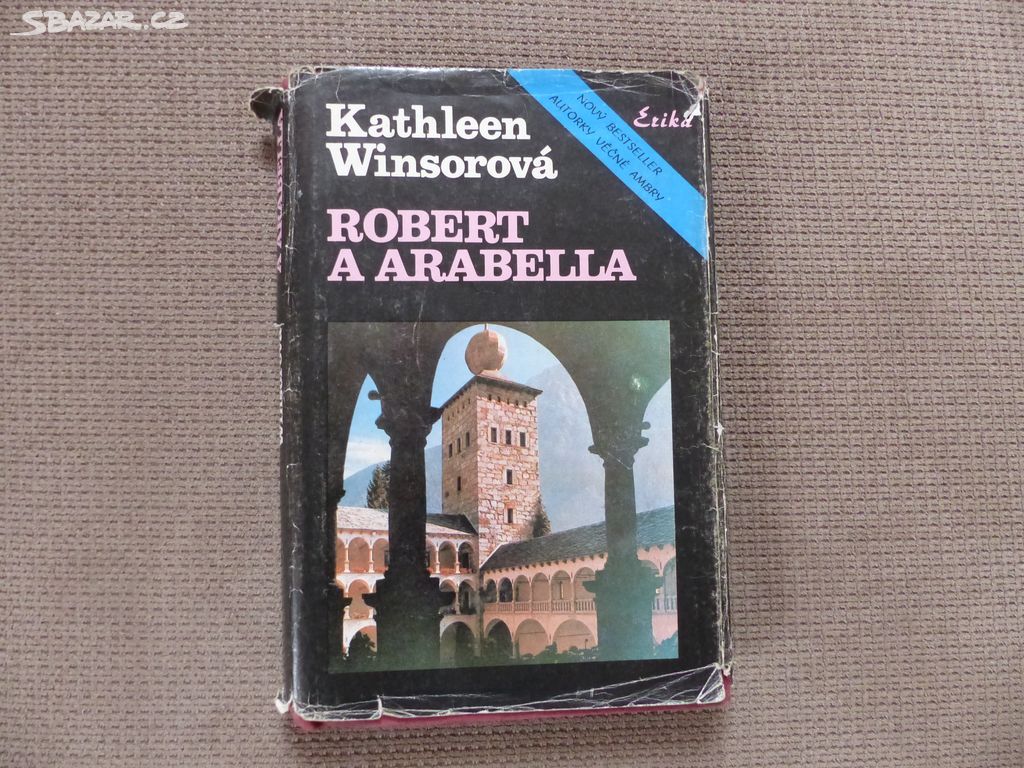 SBAZAR.CZ
Kathleen
Winsorová
NOVÝ BESTSELLER
AUTORKY VĚČNÉ AMBRY
Erika
ROBERT
A ARABELLA